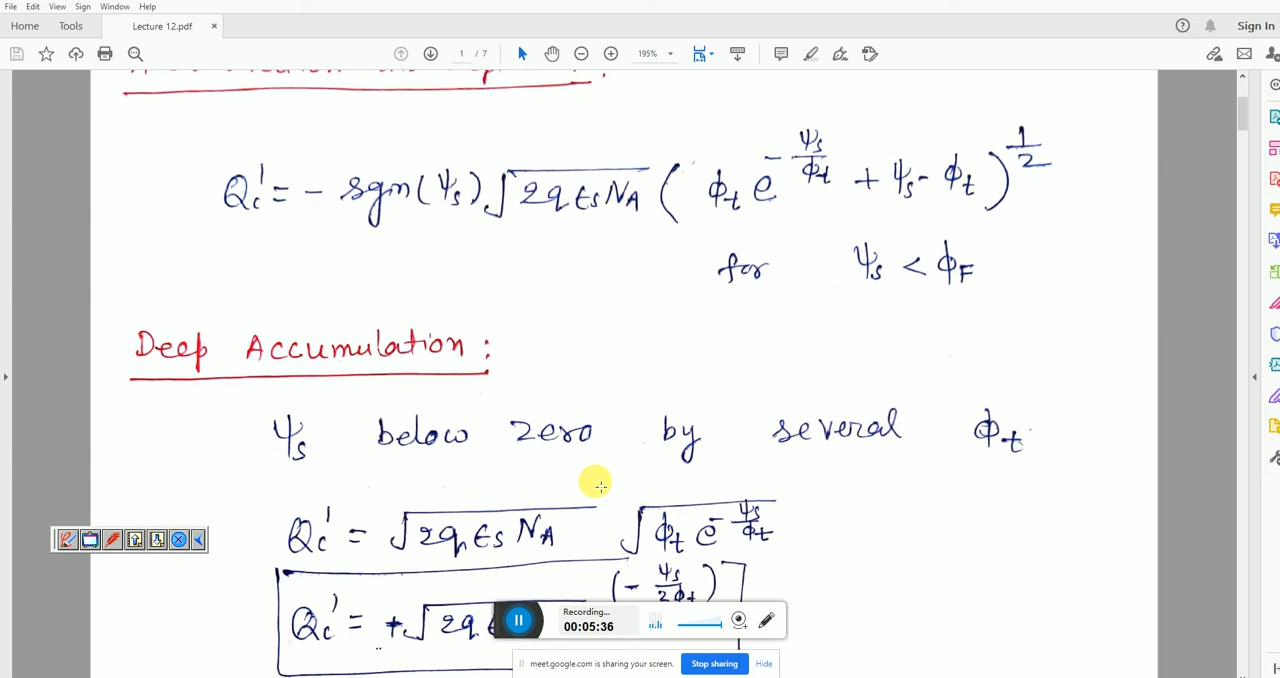 File Edit View Sign Window Help
Home Tools Lecture 12.pdf × Sign In
1 / 7 195%
Qc' = - sgn(ψs) √2qϵsNA ( ϕt e^(-ψs/ϕt) + ψs - ϕt )^(1/2)
for ψs < ϕF
Deep Accumulation :
ψs below zero by several ϕt
Qc' = √2qϵsNA √ϕt e^(-ψs/ϕt)
(-ψs/2ϕt)
Qc' = +√2q
Recording...
00:05:36
meet.google.com is sharing your screen. Stop sharing Hide